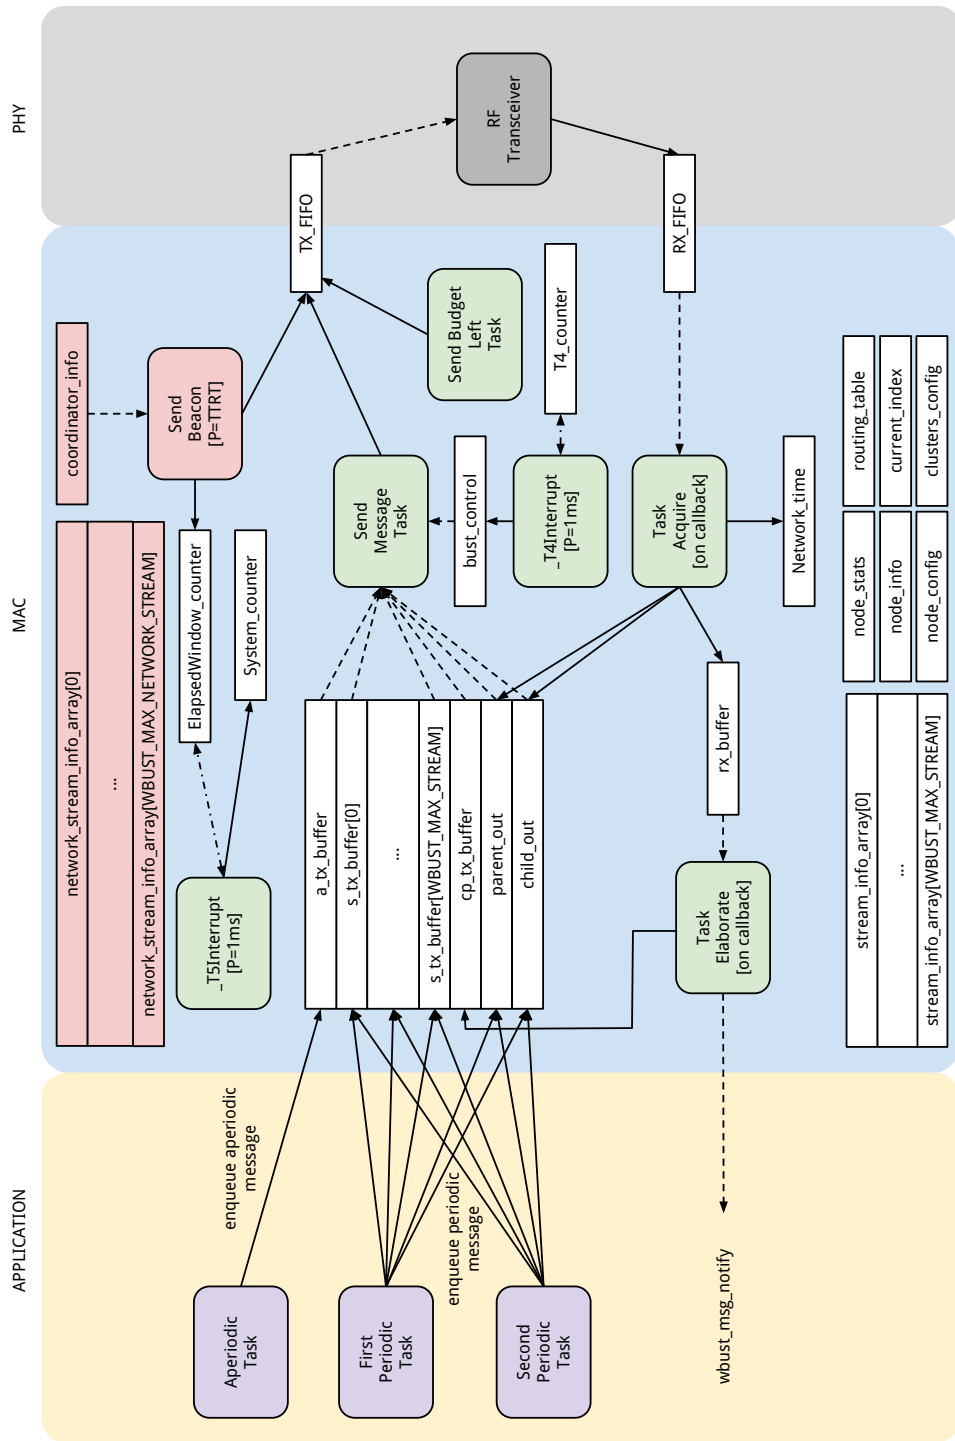 APPLICATION
MAC
PHY
network_stream_info_array[0]
...
network_stream_info_array[WBUST_MAX_NETWORK_STREAM]
coordinator_info
_T5Interrupt
[P=1ms]
ElapsedWindow_counter
System_counter
Send
Beacon
[P=TTRT]
enqueue aperiodic
message
Aperiodic
Task
First
Periodic
Task
enqueue periodic
message
Second
Periodic
Task
a_tx_buffer
s_tx_buffer[0]
...
s_tx_buffer[WBUST_MAX_STREAM]
cp_tx_buffer
parent_out
child_out
Send
Message
Task
bust_control
_T4Interrupt
[P=1ms]
T4_counter
Send Budget
Left
Task
TX_FIFO
RF
Transceiver
RX_FIFO
Task
Acquire
[on callback]
Network_time
rx_buffer
Task
Elaborate
[on callback]
wbust_msg_notify
stream_info_array[0]
...
stream_info_array[WBUST_MAX_STREAM]
node_stats
node_info
node_config
routing_table
current_index
clusters_config